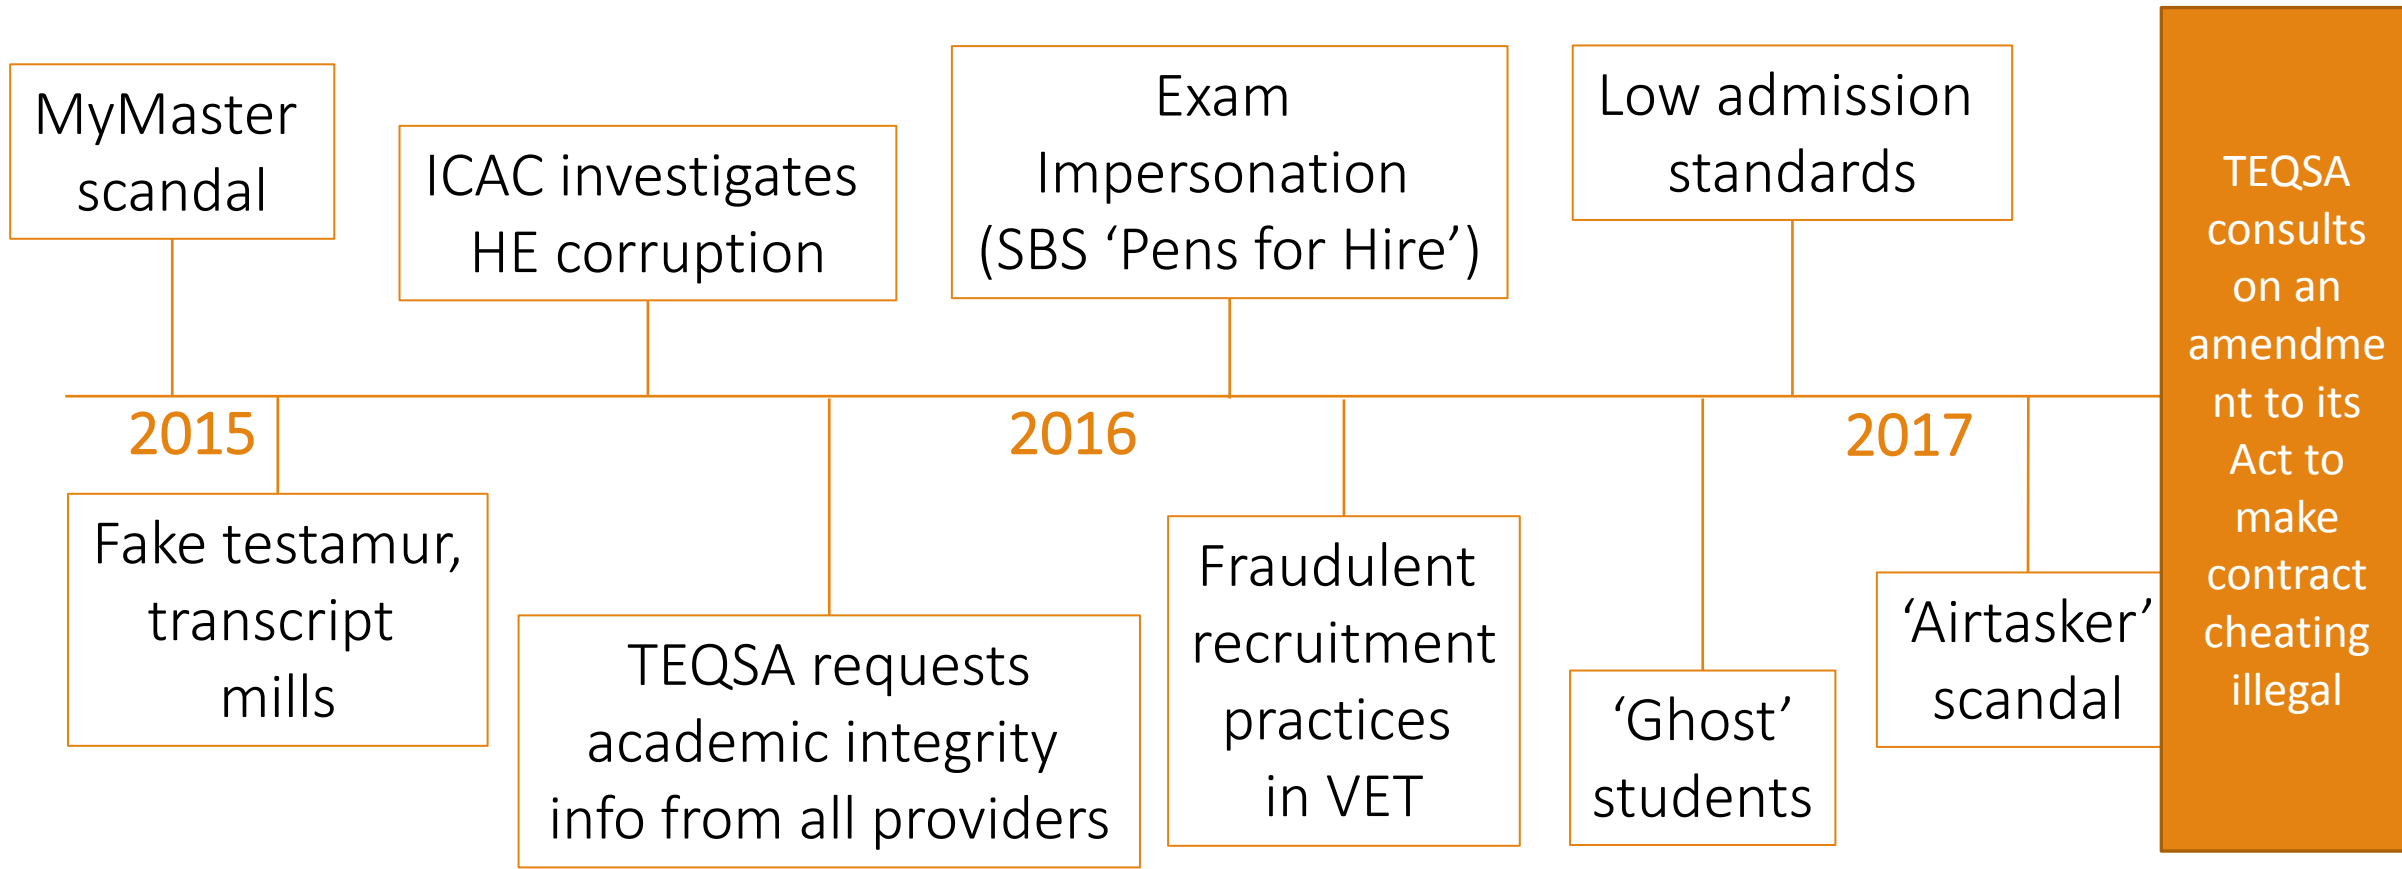 MyMaster
scandal
ICAC investigates
HE corruption
Exam
Impersonation
(SBS ‘Pens for Hire’)
Low admission
standards
2015
2016
2017
Fake testamur,
transcript
mills
TEQSA requests
academic integrity
info from all providers
Fraudulent
recruitment
practices
in VET
‘Ghost’
students
‘Airtasker’
scandal
TEQSA
consults
on an
amendme
nt to its
Act to
make
contract
cheating
illegal